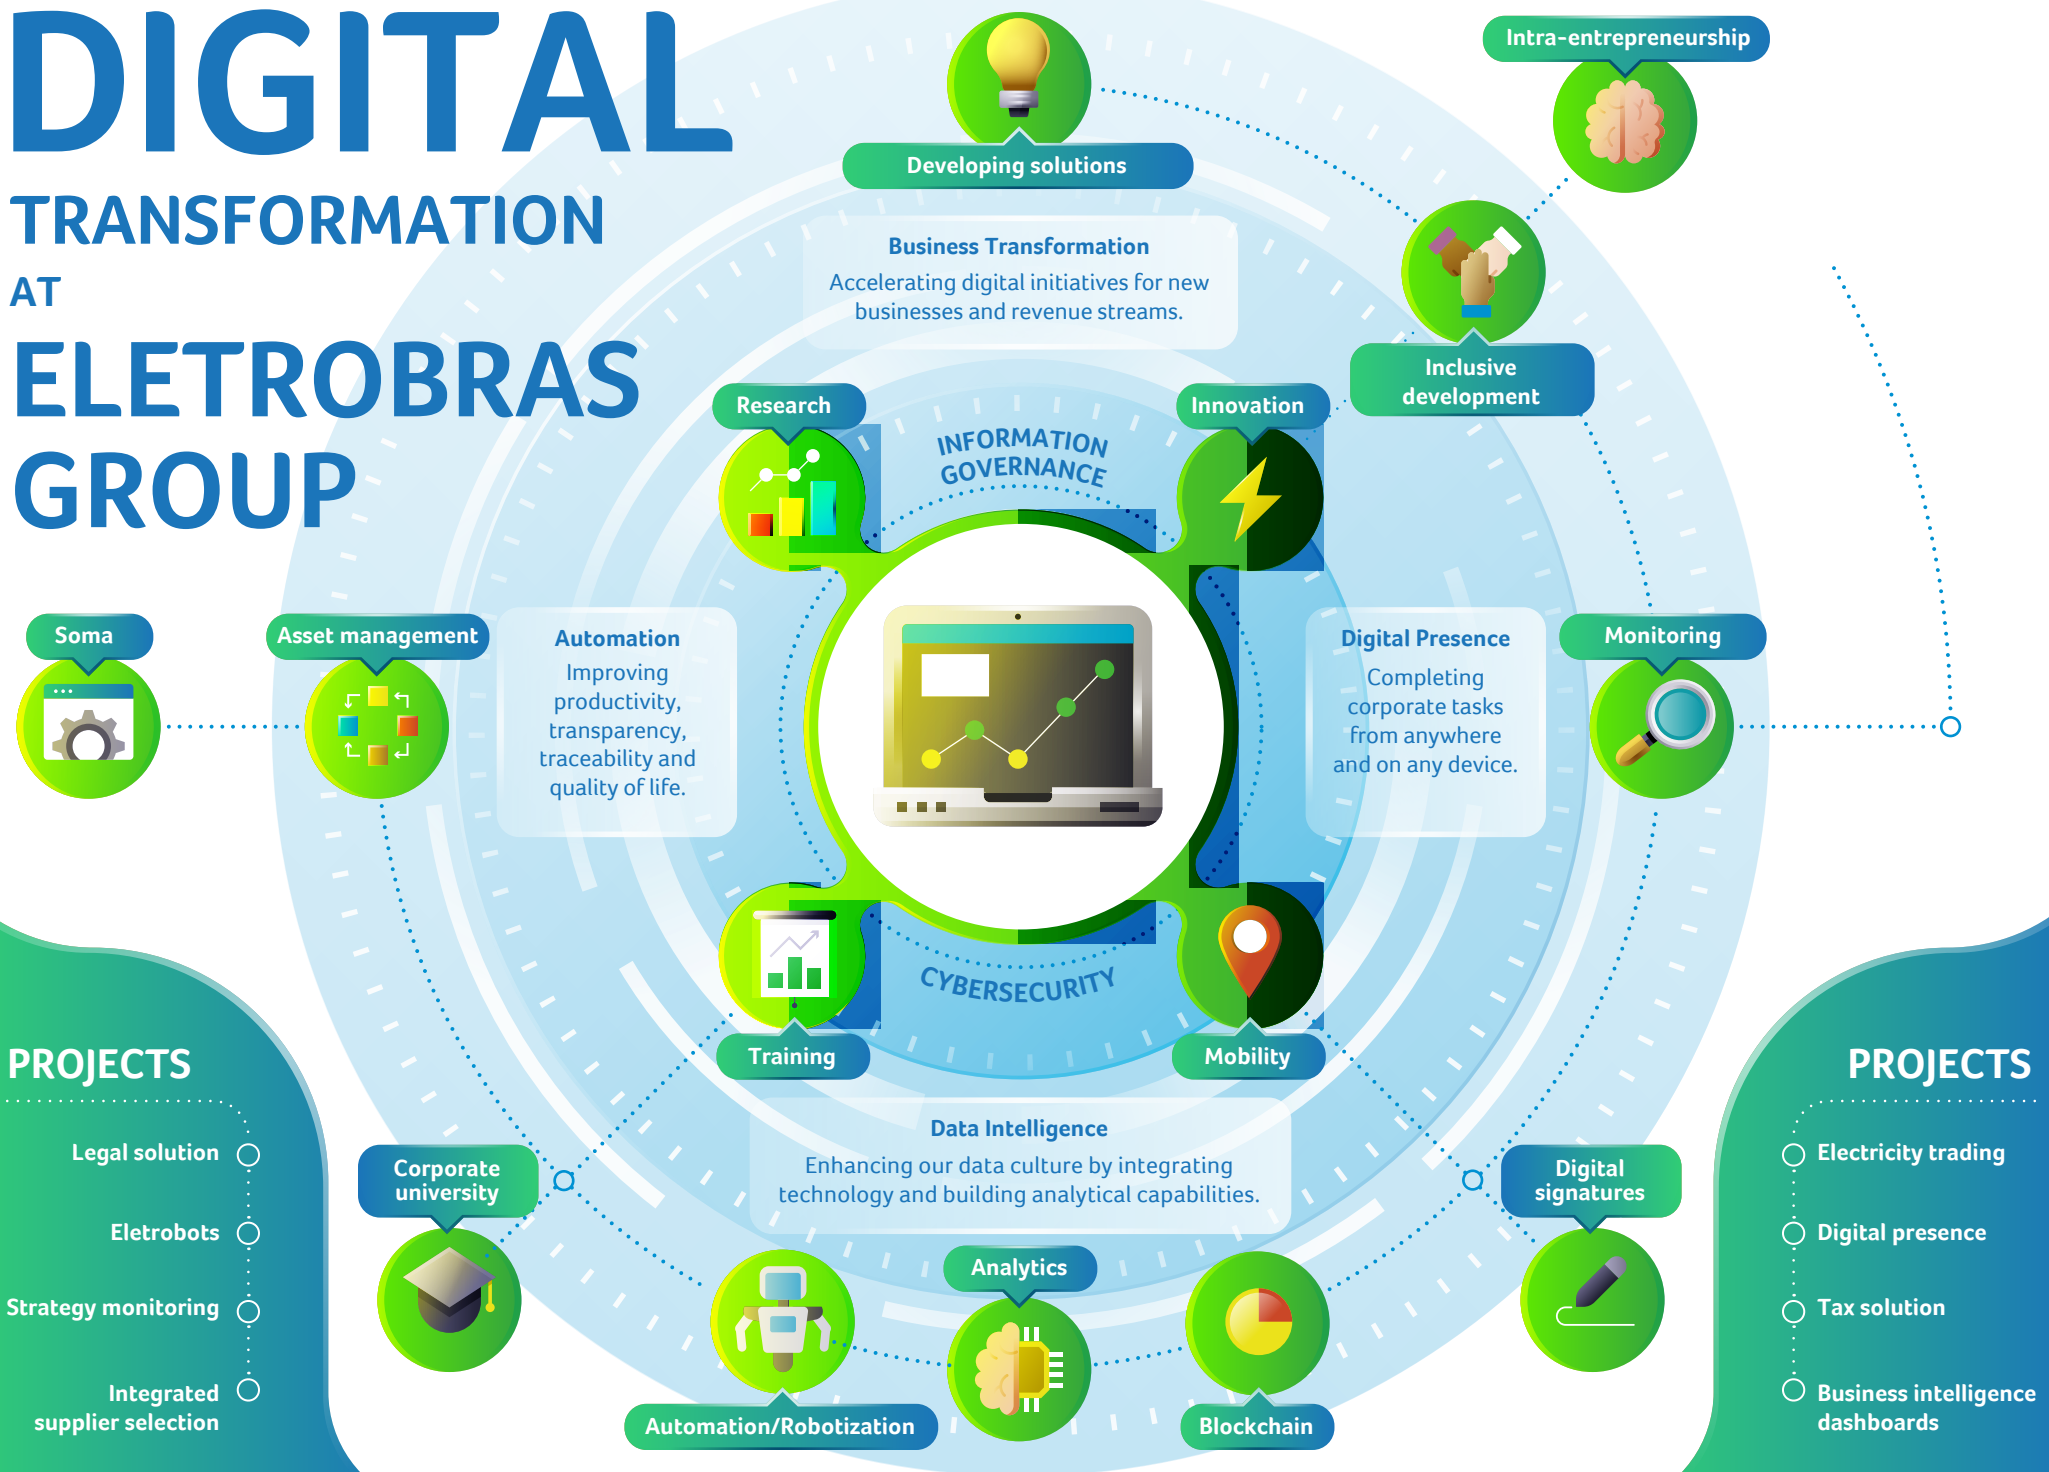 DIGITAL
TRANSFORMATION
AT
ELETROBRAS
GROUP
Developing solutions
Intra-entrepreneurship
Business Transformation
Accelerating digital initiatives for new
businesses and revenue streams.
Inclusive
development
Research
Innovation
INFORMATION
GOVERNANCE
Soma
Asset management
Automation
Improving
productivity,
transparency,
traceability and
quality of life.
Digital Presence
Completing
corporate tasks
from anywhere
and on any device.
Monitoring
CYBERSECURITY
Training
Mobility
Data Intelligence
Enhancing our data culture by integrating
technology and building analytical capabilities.
Corporate
university
Digital
signatures
Analytics
Automation/Robotization
Blockchain
PROJECTS
Legal solution
Eletrobots
Strategy monitoring
Integrated
supplier selection
PROJECTS
Electricity trading
Digital presence
Tax solution
Business intelligence
dashboards